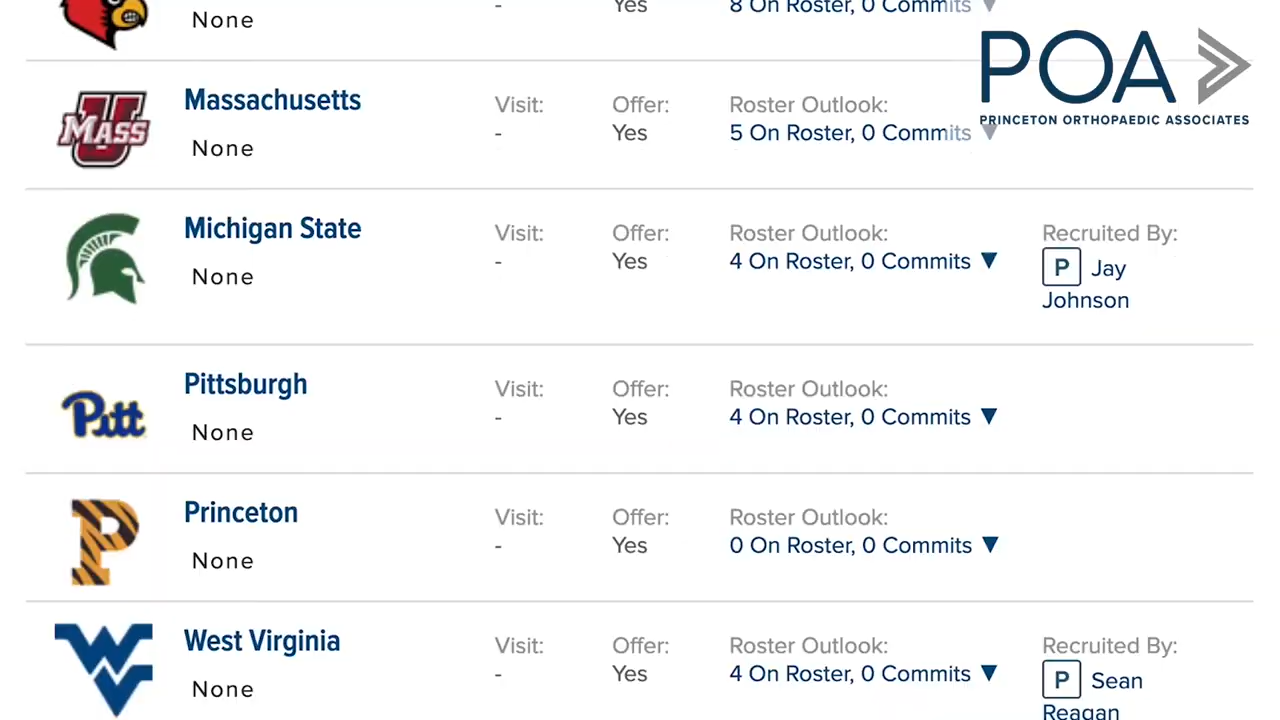 None
-
Yes
8 On Roster, 0 Commits ▼
POA
PRINCETON ORTHOPAEDIC ASSOCIATES
U
MASS
Massachusetts
None
Visit:
-
Offer:
Yes
Roster Outlook:
5 On Roster, 0 Commits ▼
Michigan State
None
Visit:
-
Offer:
Yes
Roster Outlook:
4 On Roster, 0 Commits ▼
Recruited By:
P Jay
Johnson
Pitt
Pittsburgh
None
Visit:
-
Offer:
Yes
Roster Outlook:
4 On Roster, 0 Commits ▼
P
Princeton
None
Visit:
-
Offer:
Yes
Roster Outlook:
0 On Roster, 0 Commits ▼
WV
West Virginia
None
Visit:
-
Offer:
Yes
Roster Outlook:
4 On Roster, 0 Commits ▼
Recruited By:
P Sean
Reagan